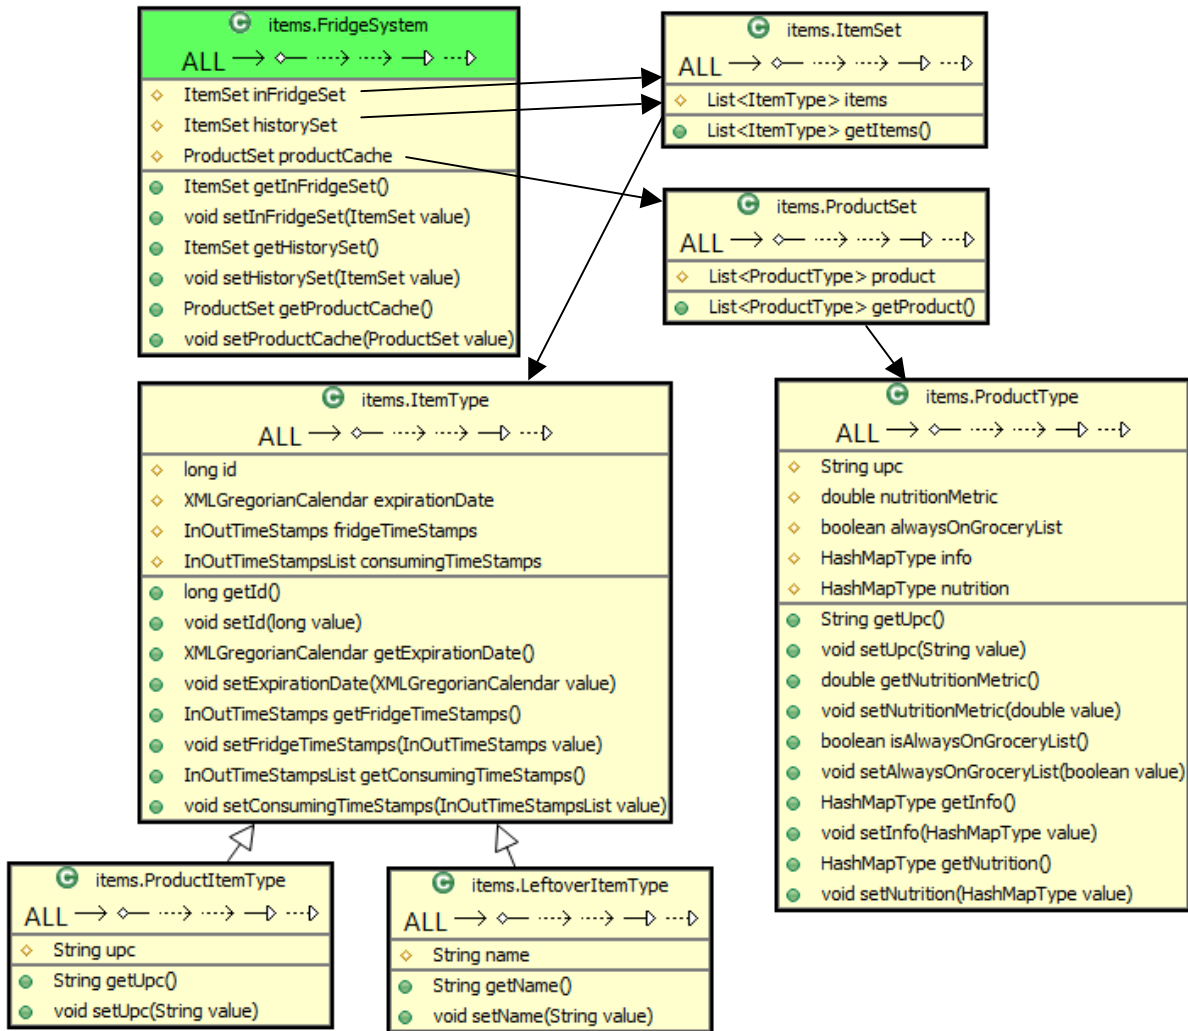 C items.FridgeSystem
ALL
ItemSet inFridgeSet
ItemSet historySet
ProductSet productCache
ItemSet getInFridgeSet()
void setInFridgeSet(ItemSet value)
ItemSet getHistorySet()
void setHistorySet(ItemSet value)
ProductSet getProductCache()
void setProductCache(ProductSet value)
C items.ItemSet
ALL
List<ItemType> items
List<ItemType> getItems()
C items.ProductSet
ALL
List<ProductType> product
List<ProductType> getProduct()
C items.ItemType
ALL
long id
XMLGregorianCalendar expirationDate
InOutTimeStamps fridgeTimeStamps
InOutTimeStampsList consumingTimeStamps
long getId()
void setId(long value)
XMLGregorianCalendar getExpirationDate()
void setExpirationDate(XMLGregorianCalendar value)
InOutTimeStamps getFridgeTimeStamps()
void setFridgeTimeStamps(InOutTimeStamps value)
InOutTimeStampsList getConsumingTimeStamps()
void setConsumingTimeStamps(InOutTimeStampsList value)
C items.ProductType
ALL
String upc
double nutritionMetric
boolean alwaysOnGroceryList
HashMapType info
HashMapType nutrition
String getUpc()
void setUpc(String value)
double getNutritionMetric()
void setNutritionMetric(double value)
boolean isAlwaysOnGroceryList()
void setAlwaysOnGroceryList(boolean value)
HashMapType getInfo()
void setInfo(HashMapType value)
HashMapType getNutrition()
void setNutrition(HashMapType value)
C items.ProductItemType
ALL
String upc
String getUpc()
void setUpc(String value)
C items.LeftoverItemType
ALL
String name
String getName()
void setName(String value)